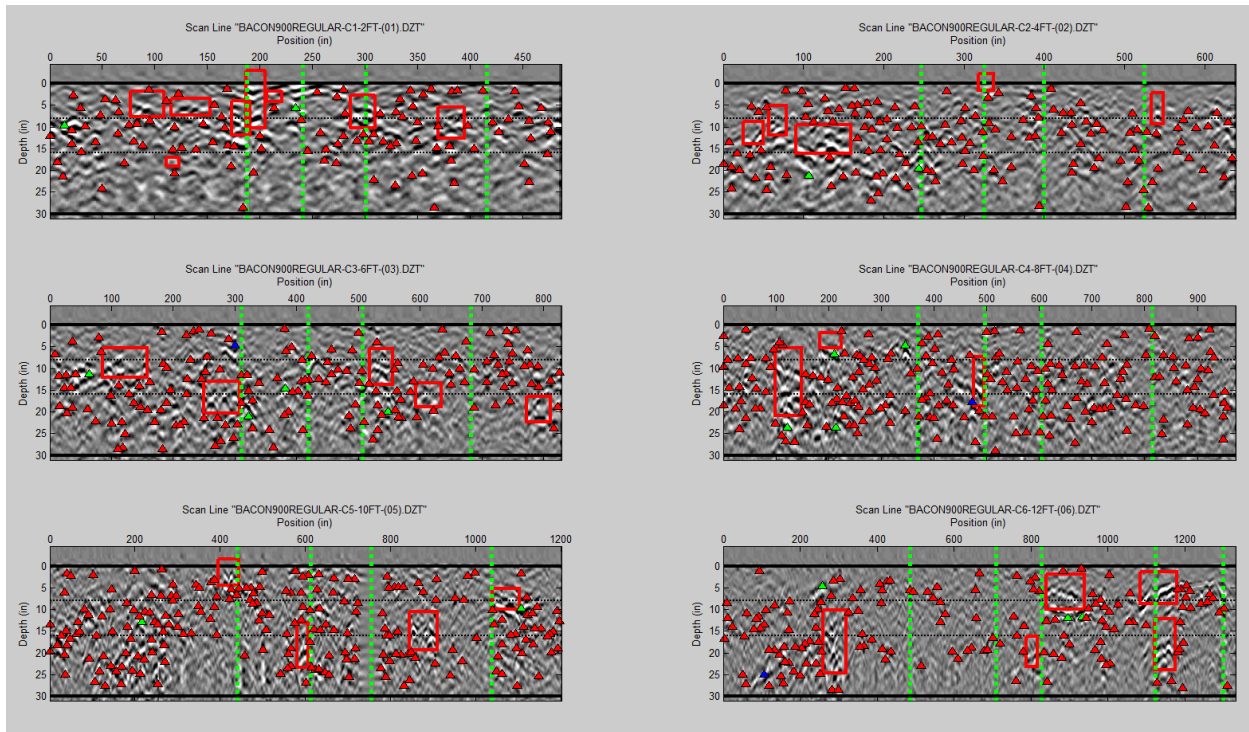 Scan Line "BACON900REGULAR-C1-2FT-(01).DZT"
Position (in)
0 50 100 150 200 250 300 350 400 450
Depth (in)
0
5
10
15
20
25
30
Scan Line "BACON900REGULAR-C2-4FT-(02).DZT"
Position (in)
0 100 200 300 400 500 600
Depth (in)
0
5
10
15
20
25
30
Scan Line "BACON900REGULAR-C3-6FT-(03).DZT"
Position (in)
0 100 200 300 400 500 600 700 800
Depth (in)
0
5
10
15
20
25
30
Scan Line "BACON900REGULAR-C4-8FT-(04).DZT"
Position (in)
0 100 200 300 400 500 600 700 800 900
Depth (in)
0
5
10
15
20
25
30
Scan Line "BACON900REGULAR-C5-10FT-(05).DZT"
Position (in)
0 200 400 600 800 1000 1200
Depth (in)
0
5
10
15
20
25
30
Scan Line "BACON900REGULAR-C6-12FT-(06).DZT"
Position (in)
0 200 400 600 800 1000 1200
Depth (in)
0
5
10
15
20
25
30